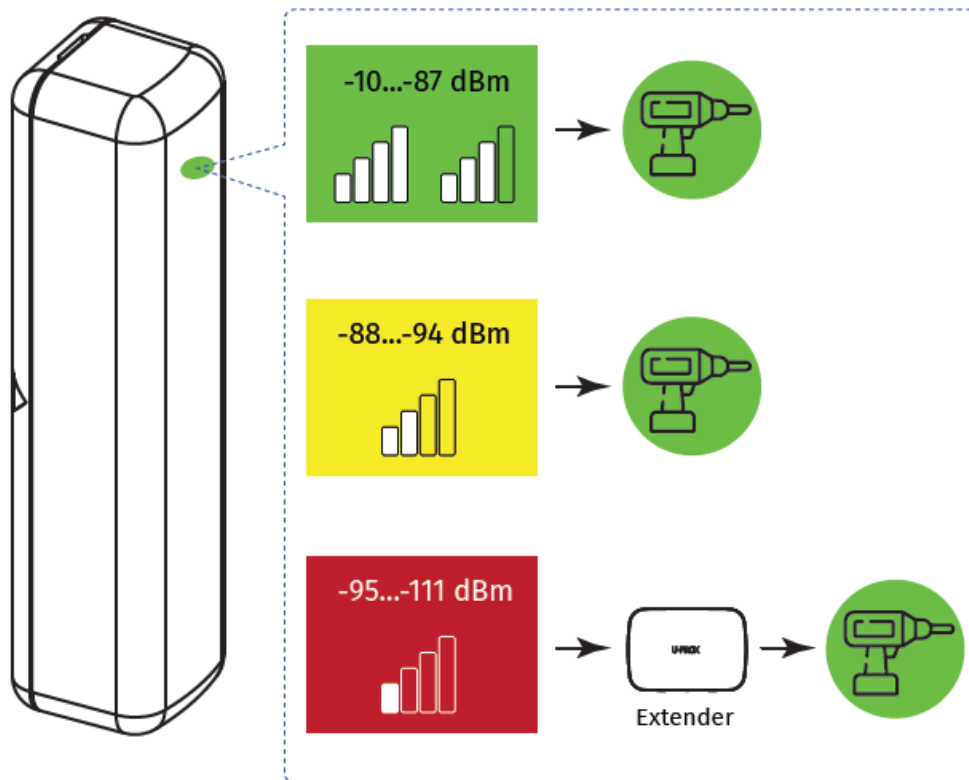 -10...-87 dBm
-88...-94 dBm
-95...-111 dBm
U-PROX
Extender